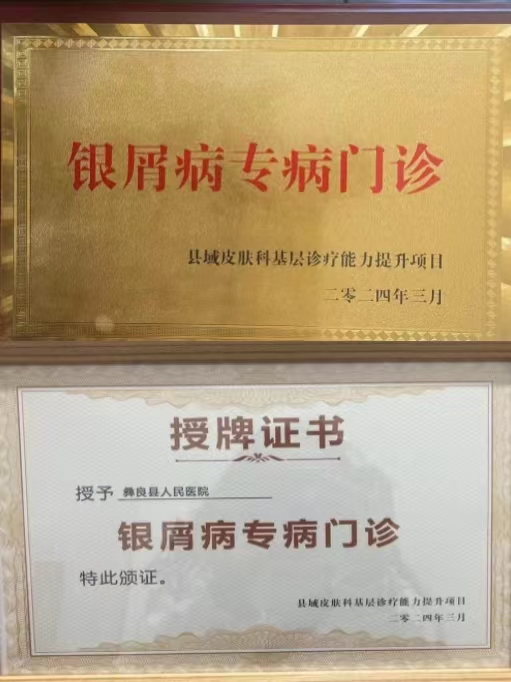 银屑病专病门诊
县域皮肤科基层诊疗能力提升项目
二零二四年三月
授牌证书
授予 彝良县人民医院
银屑病专病门诊
特此颁证。
县域皮肤科基层诊疗能力提升项目
二零二四年三月